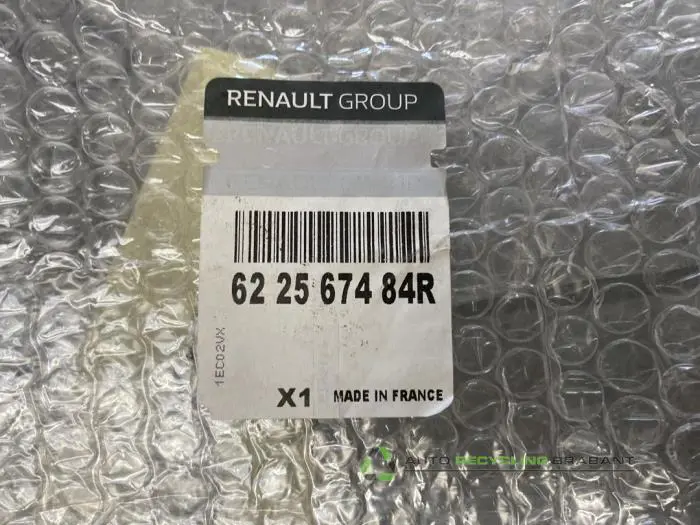 RENAULT GROUP
62 25 674 84R
1EC02VX
X1 MADE IN FRANCE
AUTO RECYCLING BRABANT